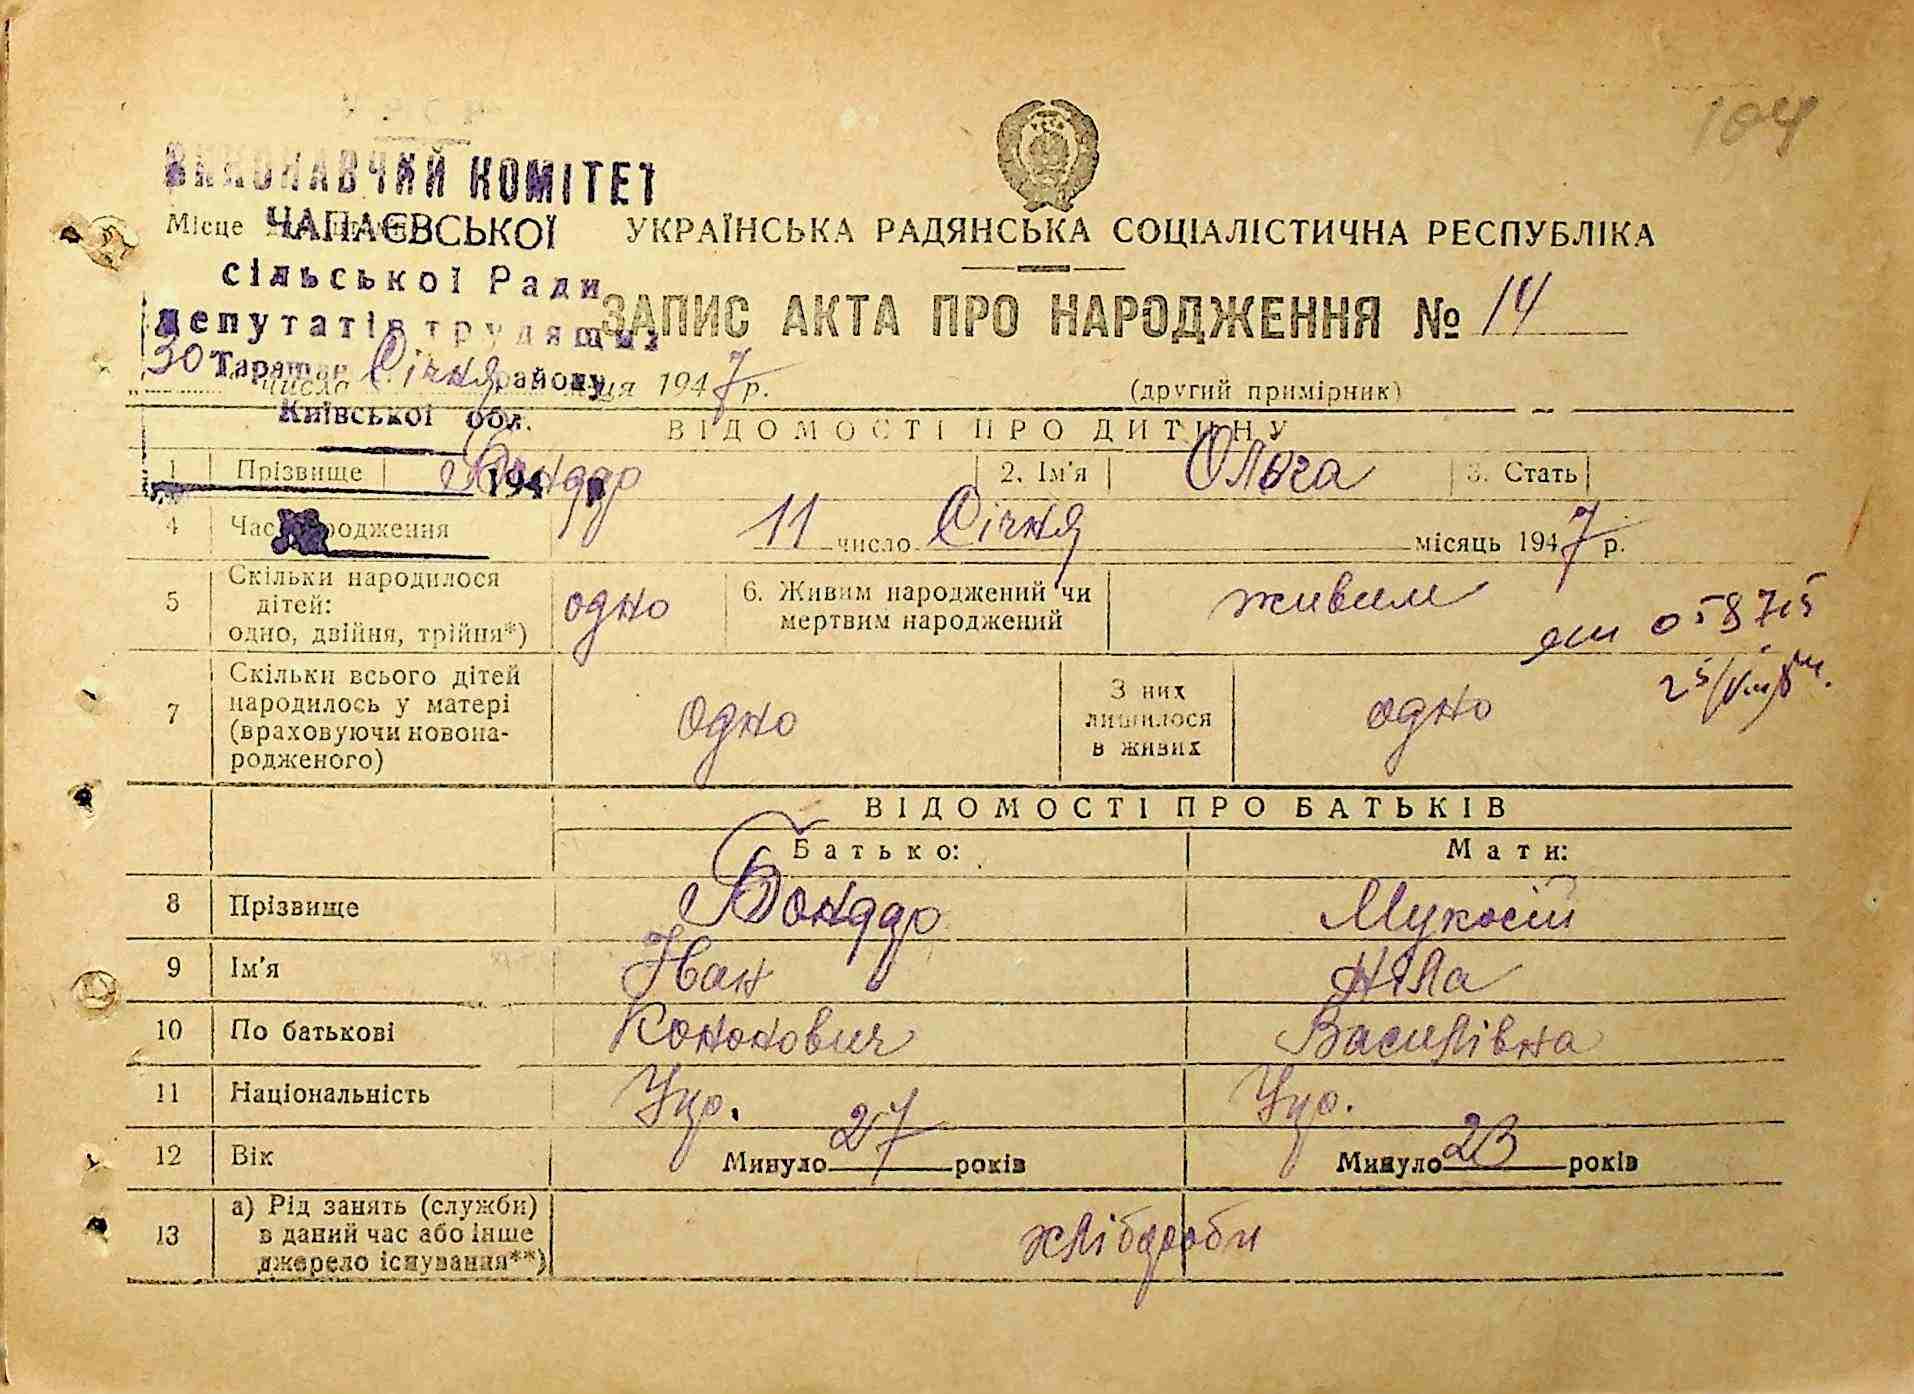 104
УРСР
ВИКОНАВЧИЙ КОМІТЕТ
Місце
ЧАПАЄВСЬКОЇ
УКРАЇНСЬКА РАДЯНСЬКА СОЦІАЛІСТИЧНА РЕСПУБЛІКА
сільської Ради
ЗАПИС АКТА ПРО НАРОДЖЕННЯ № 14
депутатів трудящих
30 числа Січня 1947 р.
Таращан. району
(другий примірник)
Київської обл.
ВІДОМОСТІ ПРО ДИТИНУ
1 Прізвище Бондар 2. Ім'я Ольга 3. Стать
194 р
4 Час народження 11 число Січня місяць 1947 р.
5 Скільки народилося дітей: одно, двійня, трійня*) одно 6. Живим народжений чи мертвим народжений живим
058715
7 Скільки всього дітей народилось у матері (враховуючи новонародженого) одно З них лишилося в живих одно
ВІДОМОСТІ ПРО БАТЬКІВ
Батько: Мати:
8 Прізвище Бондар Мукосій
9 Ім'я Іван Ніла
10 По батькові Кононович Василівна
11 Національність Укр. Укр.
12 Вік Минуло 27 років Минуло 23 років
13 а) Рід занять (служби) в даний час або інше джерело існування**) хлібороби